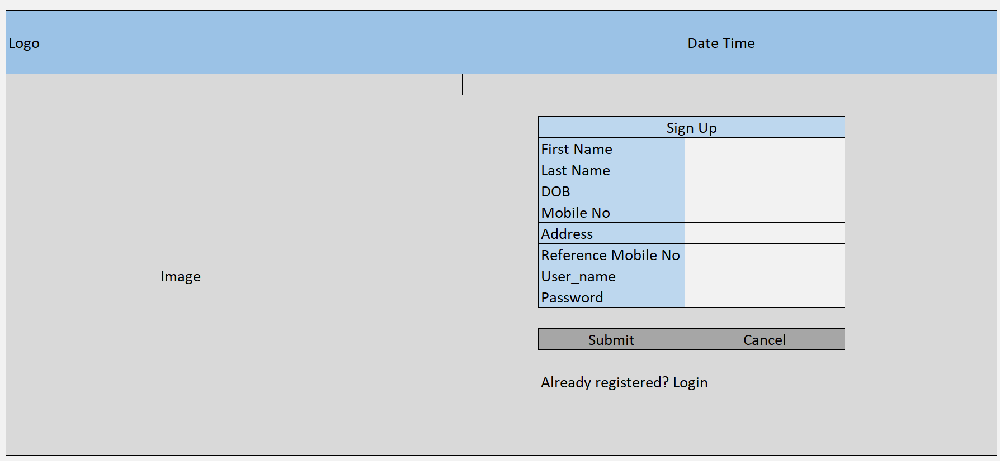 Logo
Date Time
Sign Up
First Name
Last Name
DOB
Mobile No
Address
Reference Mobile No
Image
User_name
Password
Submit
Cancel
Already registered? Login